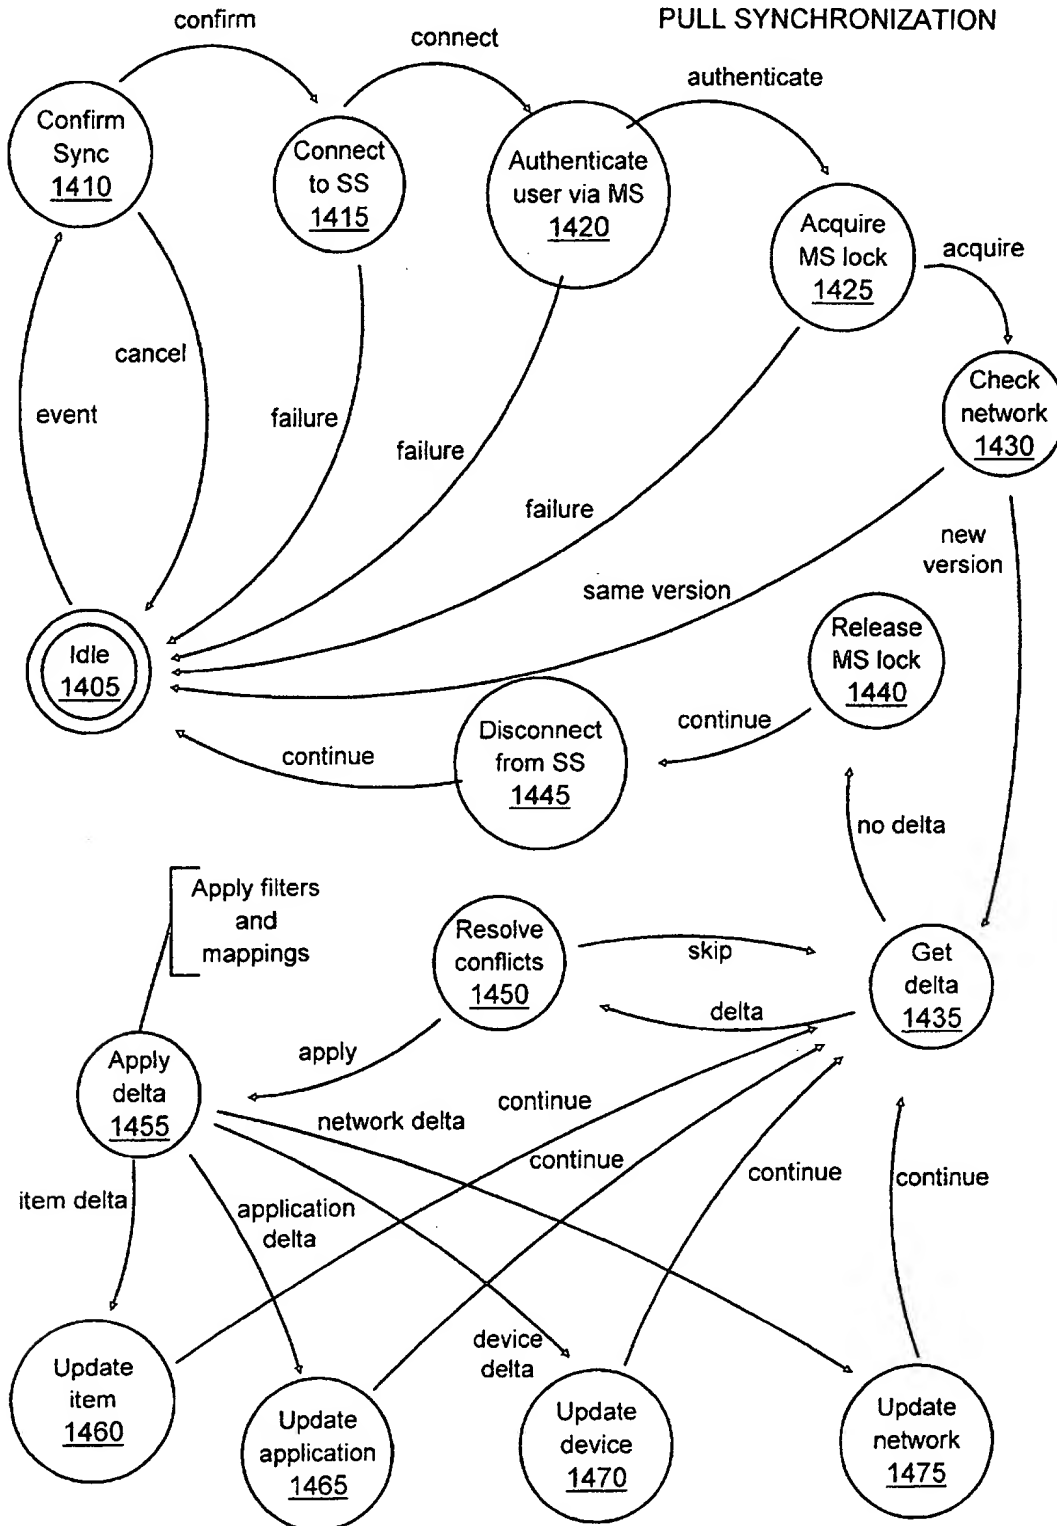 PULL SYNCHRONIZATION
confirm
connect
authenticate
Confirm
Sync
1410
Connect
to SS
1415
Authenticate
user via MS
1420
Acquire
MS lock
1425
acquire
cancel
event
failure
failure
failure
Check
network
1430
same version
new
version
Idle
1405
Release
MS lock
1440
continue
Disconnect
from SS
1445
continue
no delta
Apply filters
and
mappings
Resolve
conflicts
1450
skip
delta
Get
delta
1435
apply
Apply
delta
1455
network delta
continue
continue
continue
continue
item delta
application
delta
device
delta
Update
item
1460
Update
application
1465
Update
device
1470
Update
network
1475